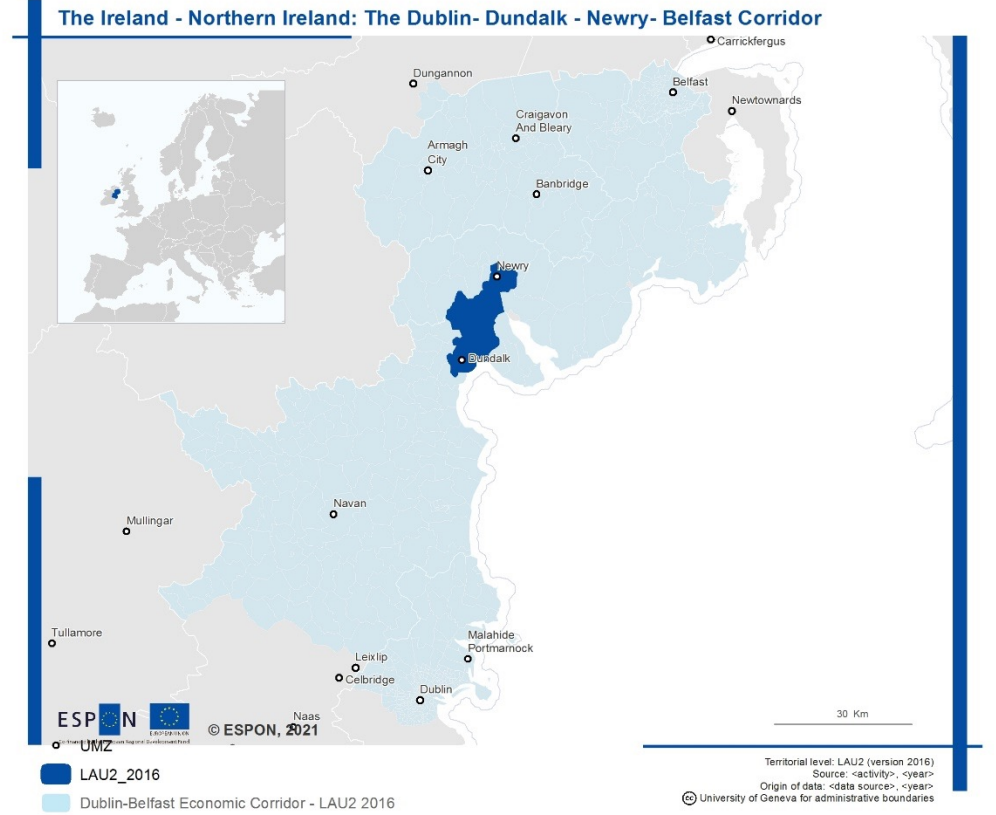 The Ireland - Northern Ireland: The Dublin- Dundalk - Newry- Belfast Corridor
Carrickfergus
Dungannon
Belfast
Newtownards
Craigavon
And Bleary
Armagh
City
Banbridge
Newry
Dundalk
Navan
Mullingar
Tullamore
Malahide
Portmarnock
Leixlip
Celbridge
Dublin
Naas
ESPON
EUROPEAN UNION
© ESPON, 2021
30 Km
UMZ
LAU2_2016
Dublin-Belfast Economic Corridor - LAU2 2016
Territorial level: LAU2 (version 2016)
Source: <activity>, <year>
Origin of data: <data source>, <year>
cc University of Geneva for administrative boundaries